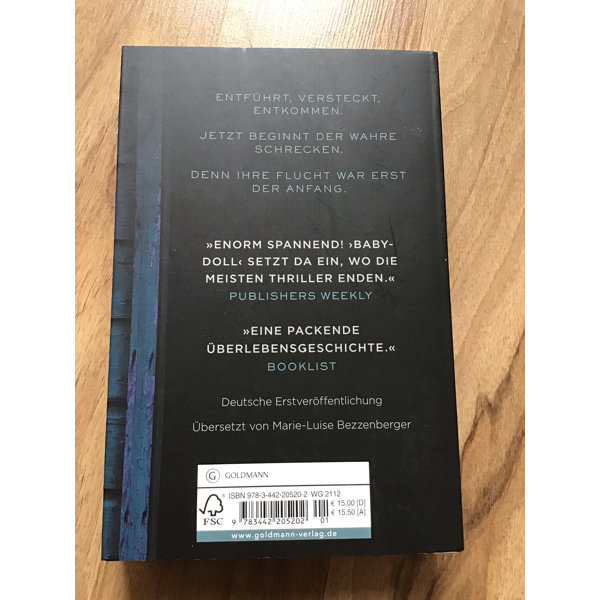 ENTFÜHRT, VERSTECKT,
ENTKOMMEN.
JETZT BEGINNT DER WAHRE
SCHRECKEN.
DENN IHRE FLUCHT WAR ERST
DER ANFANG.
»ENORM SPANNEND! ›BABY-
DOLL‹ SETZT DA EIN, WO DIE
MEISTEN THRILLER ENDEN.«
PUBLISHERS WEEKLY
»EINE PACKENDE
ÜBERLEBENSGESCHICHTE.«
BOOKLIST
Deutsche Erstveröffentlichung
Übersetzt von Marie-Luise Bezzenberger
G GOLDMANN
ISBN 978-3-442-20520-2 WG 2112
€ 15,00 [D]
€ 15,50 [A]
FSC
9 783442 205202 01
www.goldmann-verlag.de